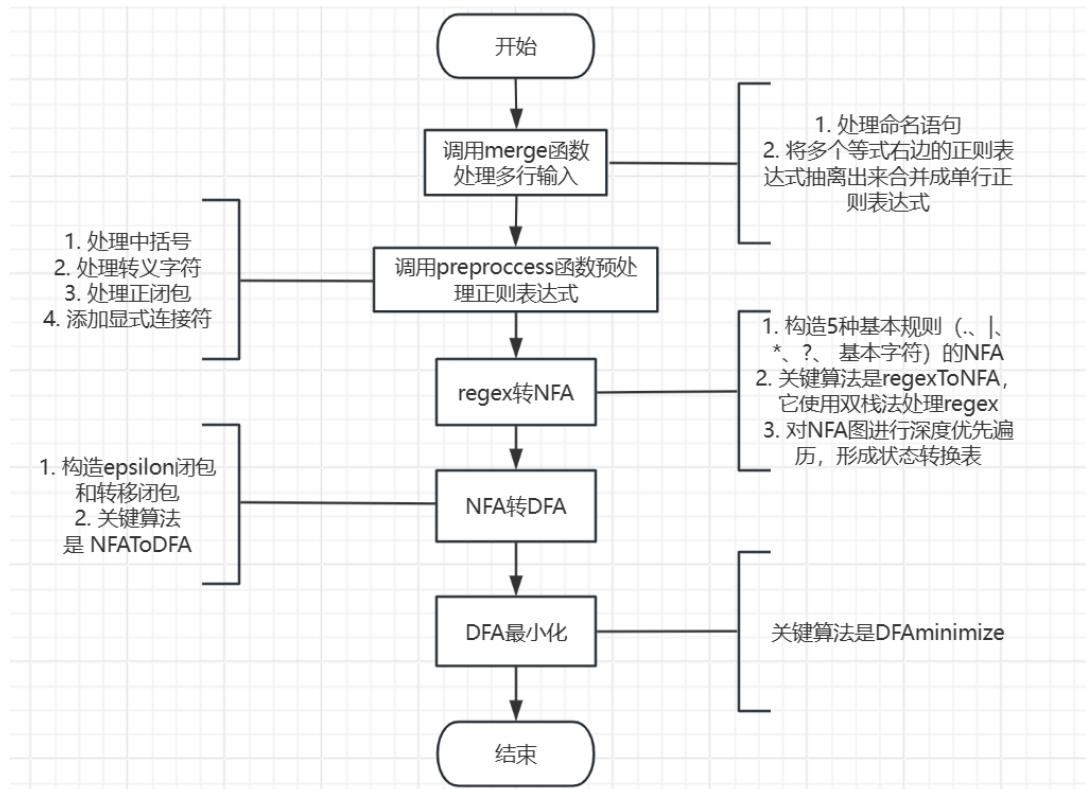 开始
调用merge函数
处理多行输入
1. 处理命名语句
2. 将多个等式右边的正则表
达式抽离出来合并成单行正
则表达式
1. 处理中括号
2. 处理转义字符
3. 处理正闭包
4. 添加显式连接符
调用preproccess函数预处
理正则表达式
regex转NFA
1. 构造5种基本规则（.、|、
*、?、 基本字符）的NFA
2. 关键算法是regexToNFA，
它使用双栈法处理regex
3. 对NFA图进行深度优先遍
历，形成状态转换表
1. 构造epsilon闭包
和转移闭包
2. 关键算法
是 NFAToDFA
NFA转DFA
DFA最小化
关键算法是DFAminimize
结束